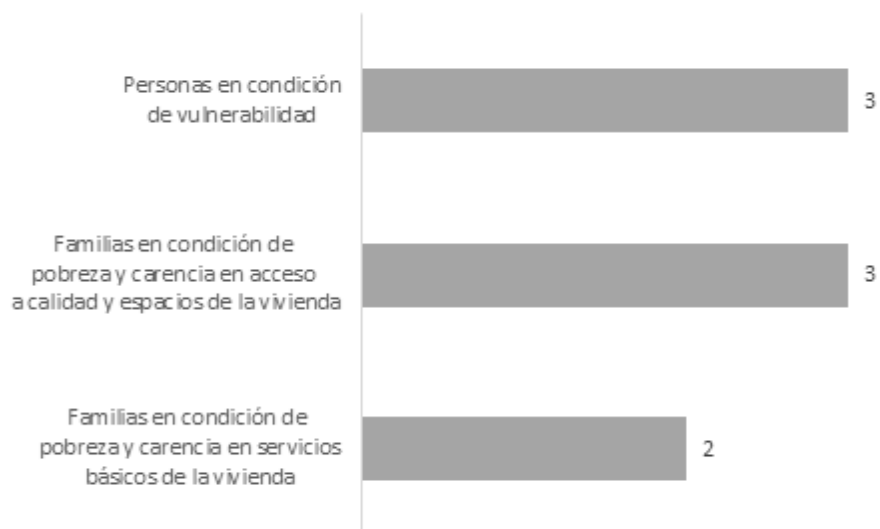 Personas en condición
de vulnerabilidad
3
Familias en condición de
pobreza y carencia en acceso
a calidad y espacios de la vivienda
3
Familias en condición de
pobreza y carencia en servicios
básicos de la vivienda
2